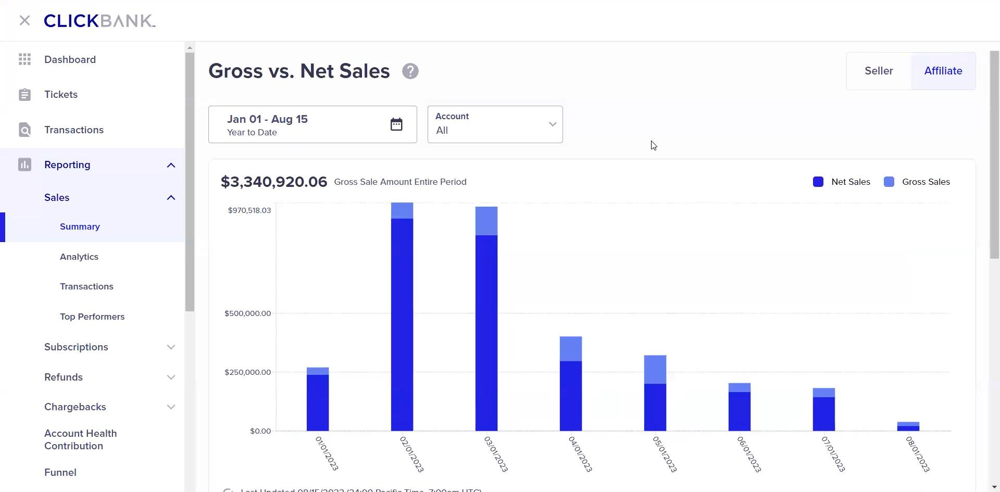 CLICKBANK™
Dashboard
Tickets
Transactions
Reporting
Sales
Summary
Analytics
Transactions
Top Performers
Subscriptions
Refunds
Chargebacks
Account Health
Contribution
Funnel
Gross vs. Net Sales ?
Seller
Affiliate
Jan 01 - Aug 15
Year to Date
Account
All
$3,340,920.06 Gross Sale Amount Entire Period
Net Sales
Gross Sales
$970,518.03
$500,000.00
$250,000.00
$0.00
01/01/2023
02/01/2023
03/01/2023
04/01/2023
05/01/2023
06/01/2023
07/01/2023
08/01/2023
Last Updated 08/15/2023 (24:00 Pacific Time, 7:00am UTC)